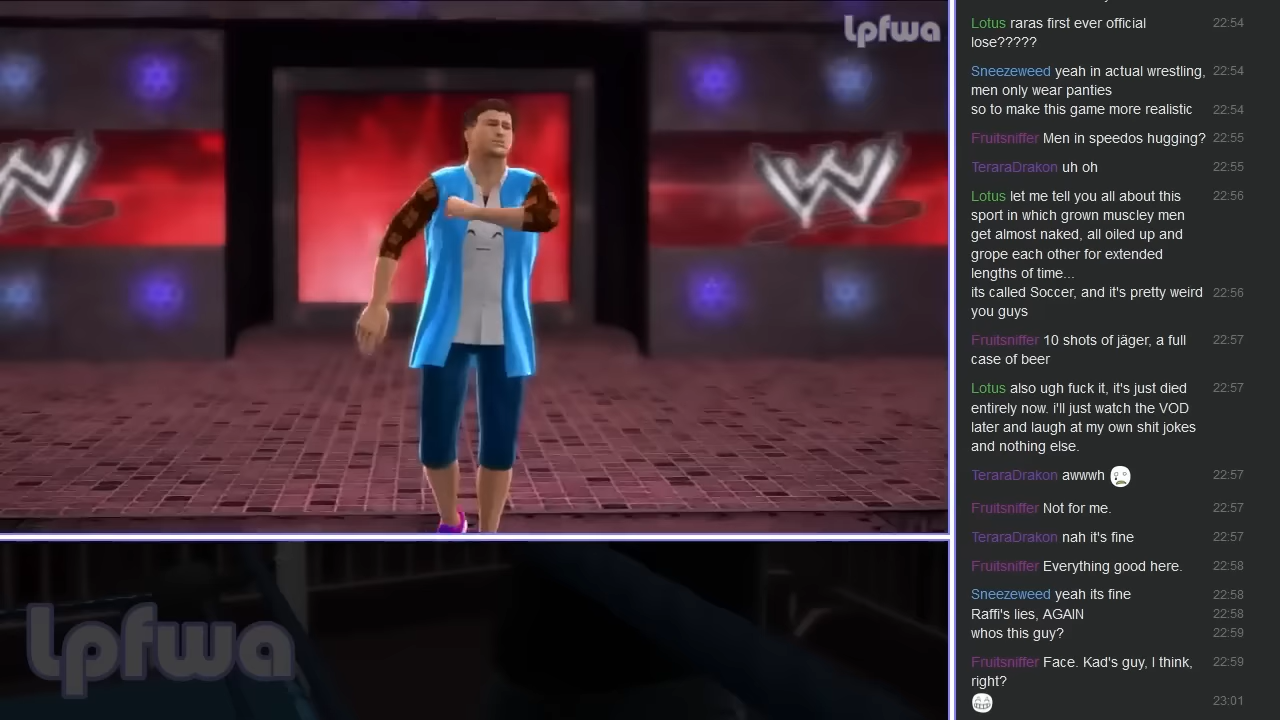 lpfwa
W
W
lpfwa
Lotus raras first ever official 22:54
lose?????
Sneezeweed yeah in actual wrestling, 22:54
men only wear panties
so to make this game more realistic 22:54
Fruitsniffer Men in speedos hugging? 22:55
TeraraDrakon uh oh 22:55
Lotus let me tell you all about this 22:56
sport in which grown muscley men
get almost naked, all oiled up and
grope each other for extended
lengths of time...
its called Soccer, and it's pretty weird 22:56
you guys
Fruitsniffer 10 shots of jäger, a full 22:57
case of beer
Lotus also ugh fuck it, it's just died 22:57
entirely now. i'll just watch the VOD
later and laugh at my own shit jokes
and nothing else.
TeraraDrakon awwwh 22:57
Fruitsniffer Not for me. 22:57
TeraraDrakon nah it's fine 22:57
Fruitsniffer Everything good here. 22:58
Sneezeweed yeah its fine 22:58
Raffi's lies, AGAIN 22:58
whos this guy? 22:59
Fruitsniffer Face. Kad's guy, I think, 22:59
right?
23:01